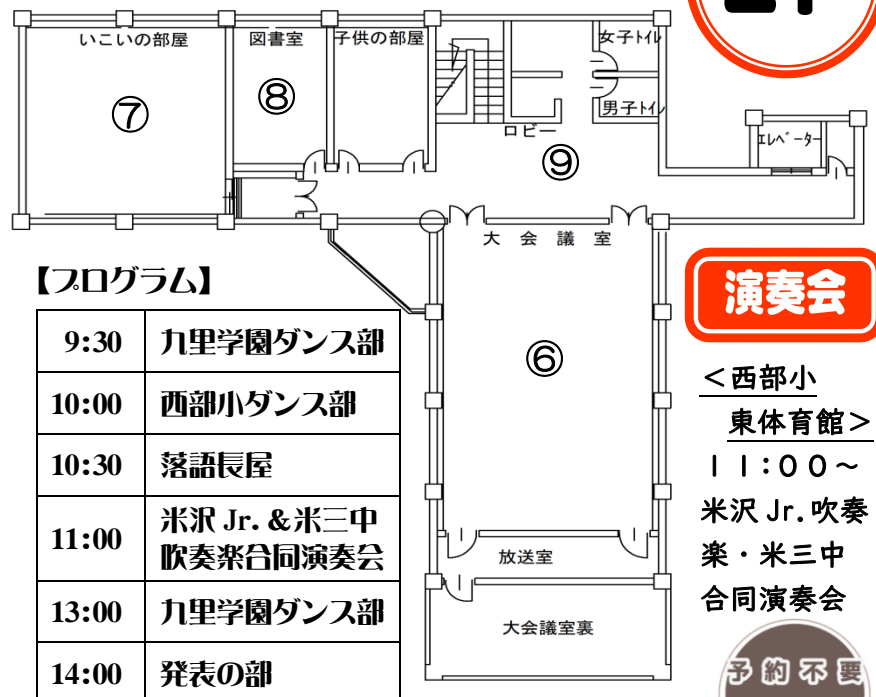 いこいの部屋
図書室
子供の部屋
女子トイレ
男子トイレ
⑦
⑧
ロビー
⑨
エレベーター
大会議室
⑥
放送室
大会議室裏
【プログラム】
9:30 九里学園ダンス部
10:00 西部小ダンス部
10:30 落語長屋
11:00 米沢 Jr.&米三中
吹奏楽合同演奏会
13:00 九里学園ダンス部
14:00 発表の部
演奏会
<西部小
東体育館>
11:00~
米沢 Jr.吹奏
楽・米三中
合同演奏会
予約不要